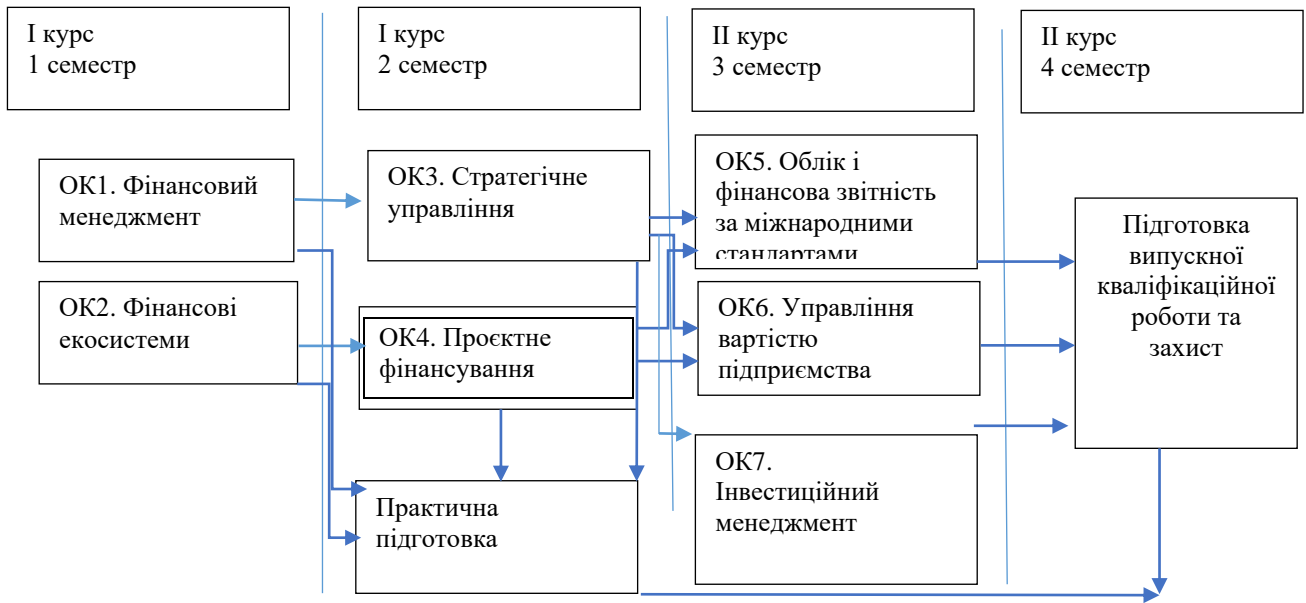 І курс
1 семестр
І курс
2 семестр
ІІ курс
3 семестр
ІІ курс
4 семестр
ОК1. Фінансовий
менеджмент
ОК2. Фінансові
екосистеми
ОК3. Стратегічне
управління
ОК4. Проєктне
фінансування
Практична
підготовка
ОК5. Облік і
фінансова звітність
за міжнародними
стандартами
ОК6. Управління
вартістю
підприємства
ОК7.
Інвестиційний
менеджмент
Підготовка
випускної
кваліфікаційної
роботи та
захист